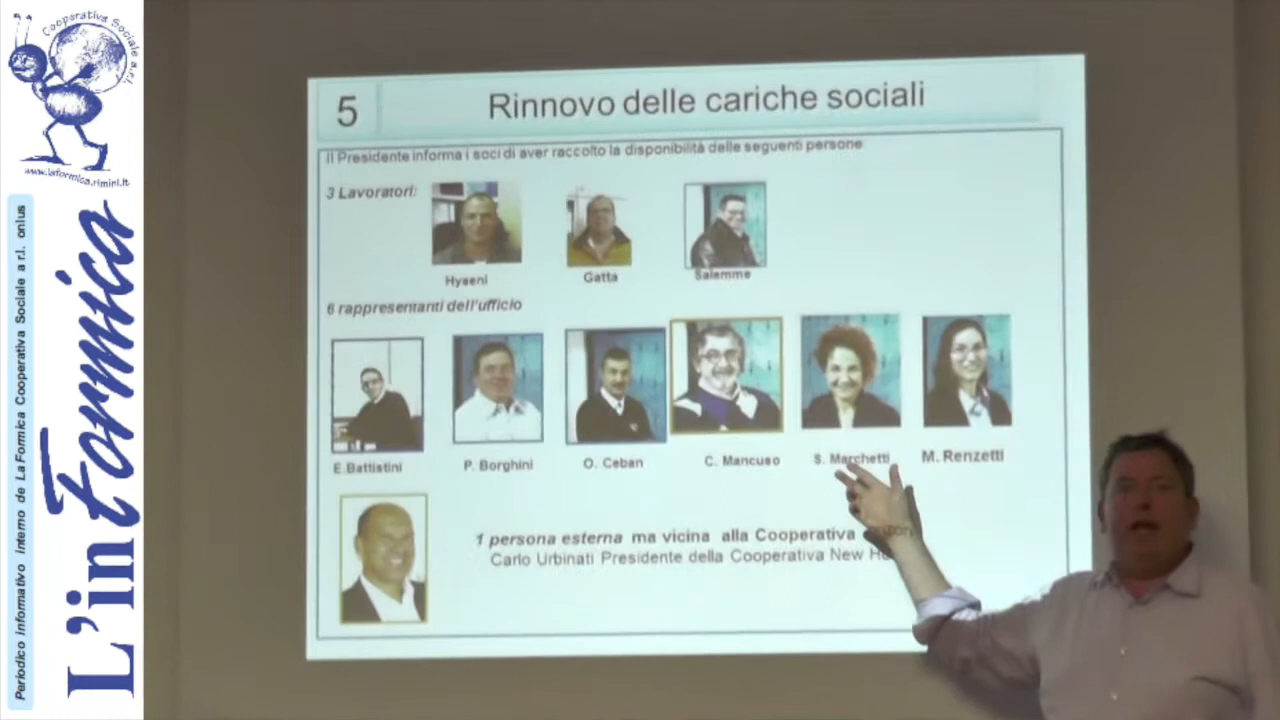 Cooperativa Sociale a.r.l.
www.laformica.rimini.it
L'informica
Periodico informativo interno de La Formica Cooperativa Sociale a r.l. onlus
5
Rinnovo delle cariche sociali
Il Presidente informa i soci di aver raccolto la disponibilità delle seguenti persone
3 Lavoratori:
Hyseni
Gatta
Salemme
6 rappresentanti dell'ufficio
E.Battistini
P. Borghini
O. Ceban
C. Mancuso
S. Marchetti
M. Renzetti
1 persona esterna ma vicina alla Cooperativa
Carlo Urbinati Presidente della Cooperativa New